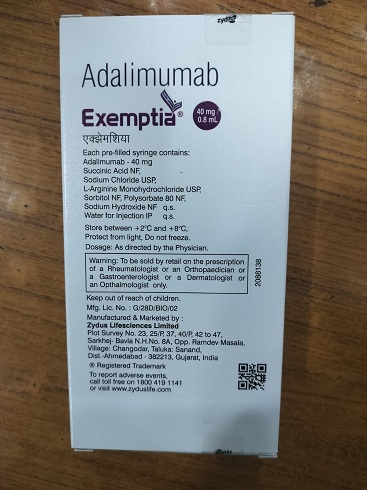 zydus
Adalimumab
Exemptia®
40 mg
0.8 mL
एक्झेमशिया
Each pre-filled syringe contains:
Adalimumab - 40 mg
Succinic Acid NF,
Sodium Chloride USP,
L-Arginine Monohydrochloride USP,
Sorbitol NF, Polysorbate 80 NF,
Sodium Hydroxide NF q.s.
Water for Injection IP q.s.
Store between +2°C and +8°C,
Protect from light, Do not freeze.
Dosage: As directed by the Physician.
Warning: To be sold by retail on the prescription
of a Rheumatologist or an Orthopaedician or
a Gastroenterologist or a Dermatologist or
an Opthalmologist only.
2088138
Keep out of reach of children.
Mfg. Lic. No. : G/28D/BIO/02
Manufactured & Marketed by :
Zydus Lifesciences Limited
Plot Survey No. 23, 25/P, 37, 40/P, 42 to 47,
Sarkhej- Bavla N.H.No. 8A, Opp. Ramdev Masala,
Village: Changodar, Taluka: Sanand,
Dist.-Ahmedabad - 382213, Gujarat, India
® Registered Trademark
To report adverse events,
call toll free on 1800 419 1141
or visit www.zyduslife.com
zydus